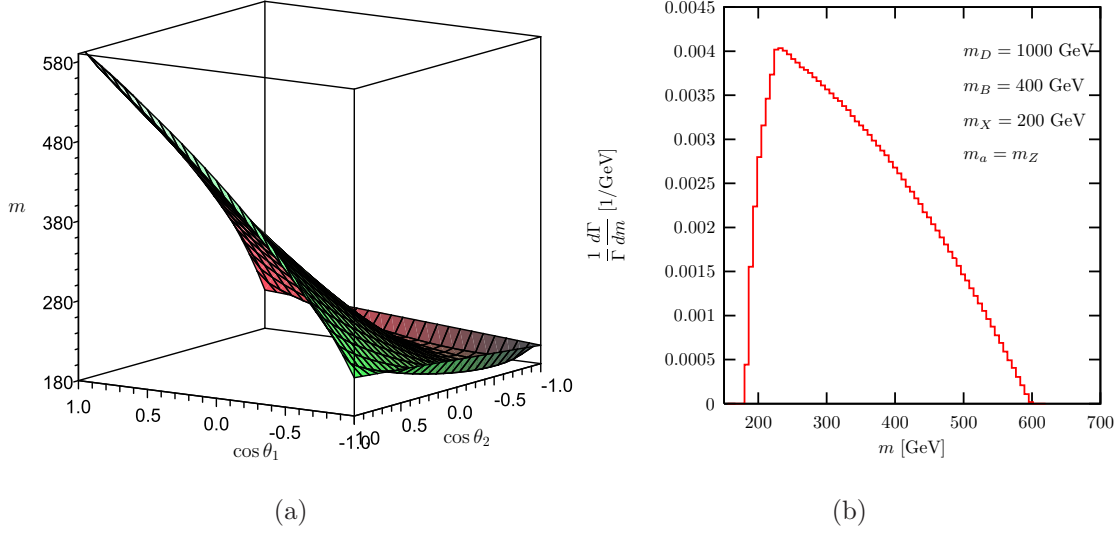 580
480
m
380
280
180
1.0
0.5
0.0
-0.5
-1.0
cos θ₁
1.0
0.5
0.0
-0.5
-1.0
cos θ₂
(a)
0.0045
0.004
0.0035
0.003
0.0025
0.002
0.0015
0.001
0.0005
0
1/Γ dΓ/dm [1/GeV]
m_D = 1000 GeV
m_B = 400 GeV
m_X = 200 GeV
m_a = m_Z
200 300 400 500 600 700
m [GeV]
(b)